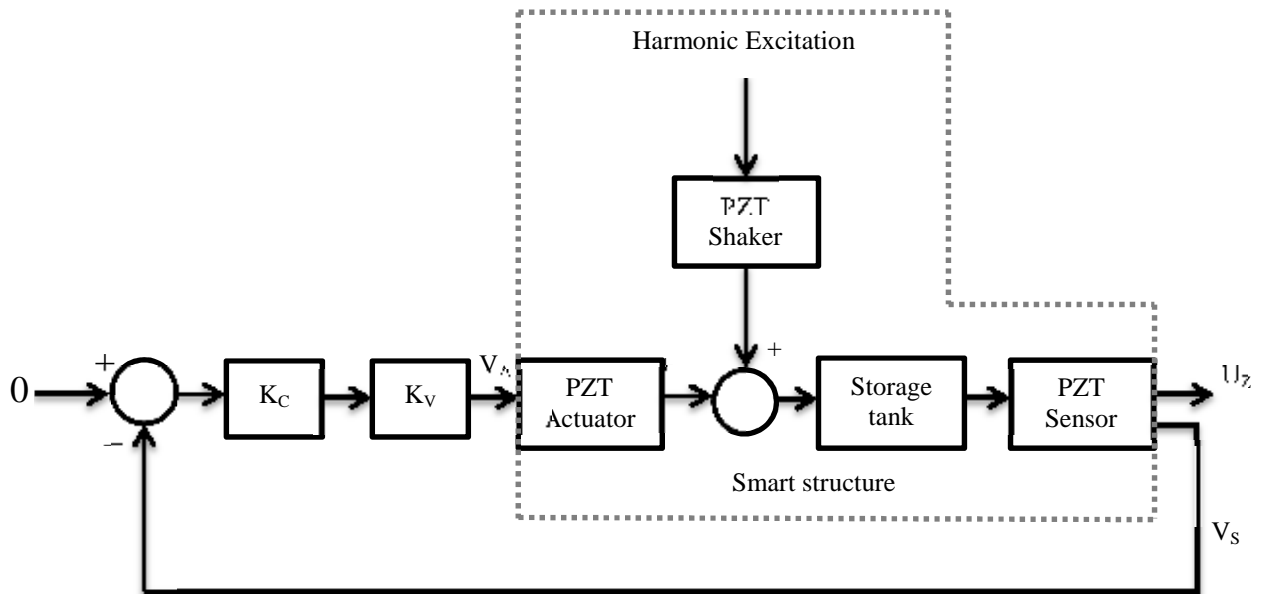 Harmonic Excitation
PZT
Shaker
+
+
0
K_C
K_V
V_A
PZT
Actuator
Storage
tank
PZT
Sensor
U_Z
−
Smart structure
V_S